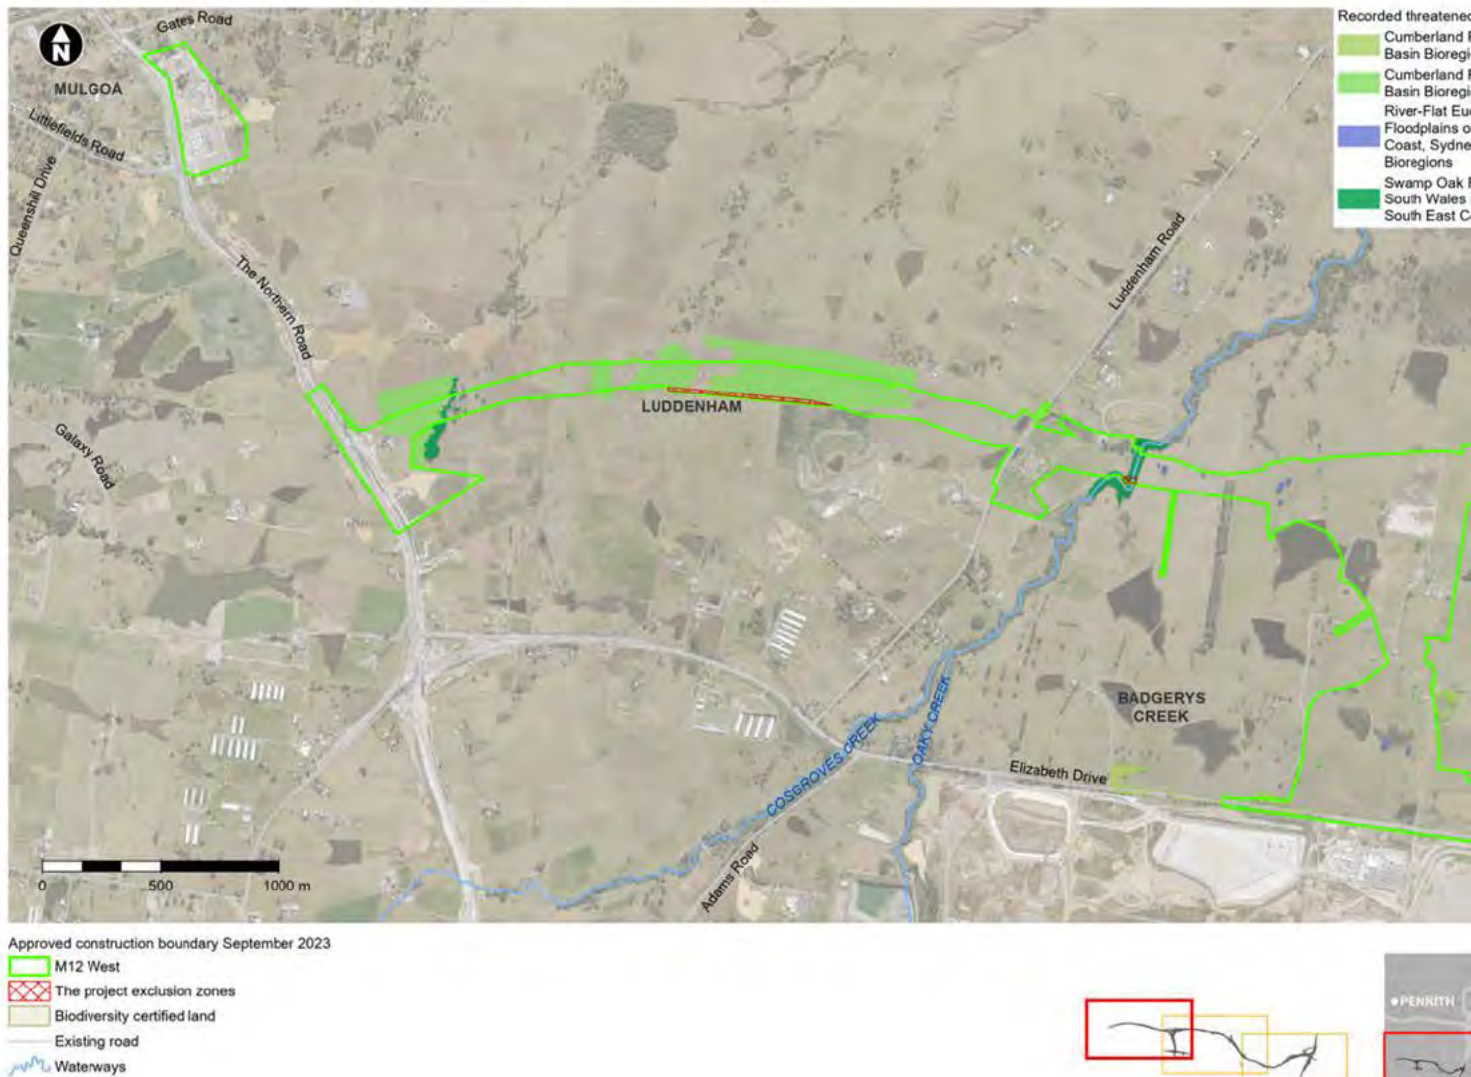 Gates Road
N
MULGOA
Littlefields Road
Queenshill Drive
The Northern Road
Galaxy Road
LUDDENHAM
Luddenham Road
BADGERYS
CREEK
COSGROVES CREEK
OAKY CREEK
Elizabeth Drive
Adams Road
0 500 1000 m
Recorded threatened
Cumberland P
Basin Bioregi
Cumberland P
Basin Bioregi
River-Flat Euc
Floodplains o
Coast, Sydne
Bioregions
Swamp Oak F
South Wales
South East C
Approved construction boundary September 2023
M12 West
The project exclusion zones
Biodiversity certified land
Existing road
Waterways
PENNITH